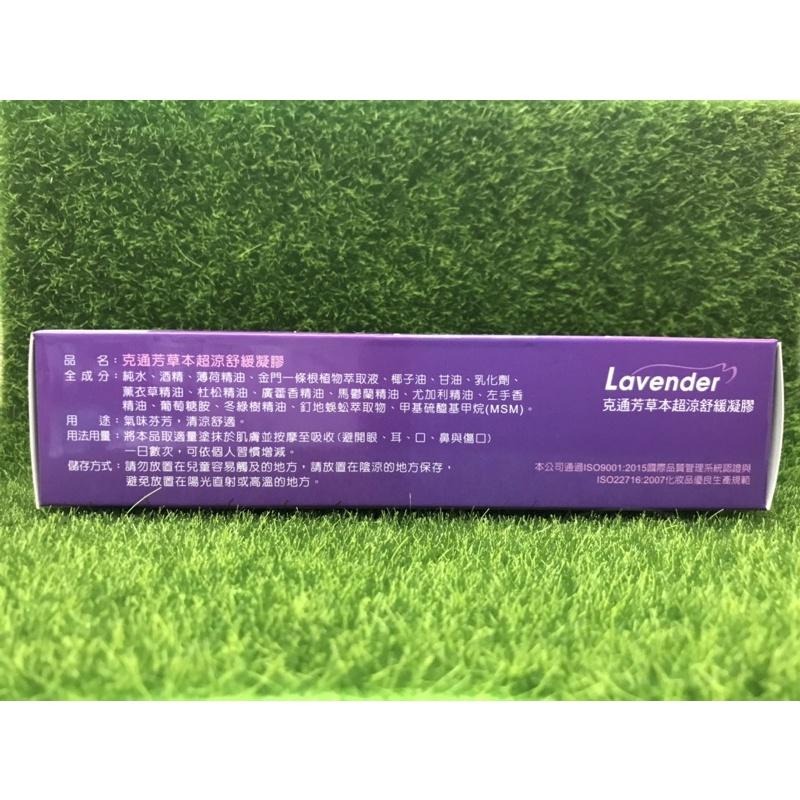 品　　名：克通芳草本超涼舒緩凝膠
全 成 分：純水、酒精、薄荷精油、金門一條根植物萃取液、椰子油、甘油、乳化劑、
薰衣草精油、杜松精油、廣藿香精油、馬鬱蘭精油、尤加利精油、左手香
精油、葡萄糖胺、冬綠樹精油、釘地蜈蚣萃取物、甲基硫醯基甲烷(MSM)。
用　　途：氣味芬芳，清涼舒適。
用法用量：將本品取適量塗抹於肌膚並按摩至吸收(避開眼、耳、口、鼻與傷口)
一日數次，可依個人習慣增減。
儲存方式：請勿放置在兒童容易觸及的地方，請放置在陰涼的地方保存，
避免放置在陽光直射或高溫的地方。
Lavender
克通芳草本超涼舒緩凝膠
本公司通過ISO9001:2015國際品質管理系統認證與
ISO22716:2007化妝品優良生產規範